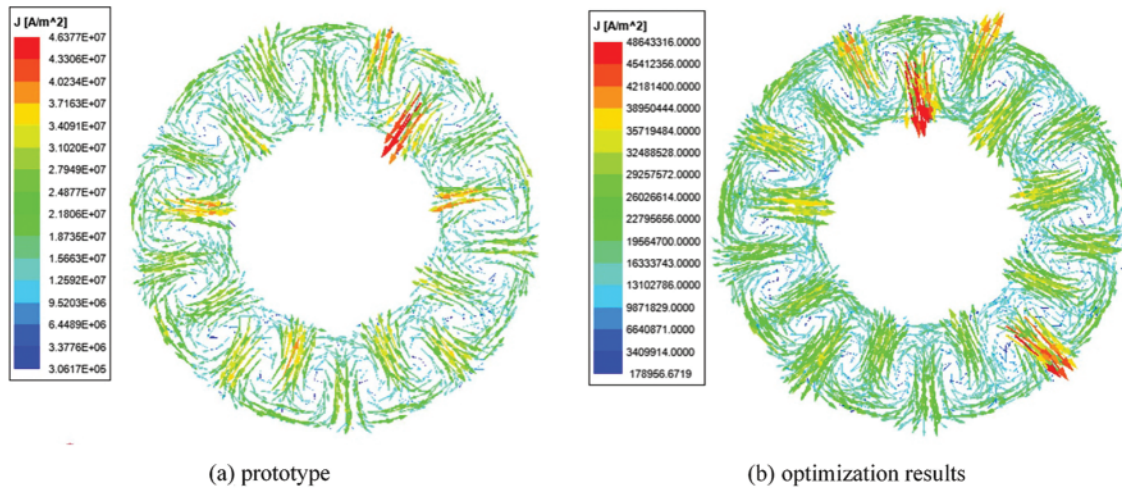 J [A/m^2]
4.6377E+07
4.3306E+07
4.0234E+07
3.7163E+07
3.4091E+07
3.1020E+07
2.7949E+07
2.4877E+07
2.1806E+07
1.8735E+07
1.5663E+07
1.2592E+07
9.5203E+06
6.4489E+06
3.3776E+06
3.0617E+05
(a) prototype
J [A/m^2]
48643316.0000
45412356.0000
42181400.0000
38950444.0000
35719484.0000
32488528.0000
29257572.0000
26026614.0000
22795656.0000
19564700.0000
16333743.0000
13102786.0000
9871829.0000
6640871.0000
3409914.0000
178956.6719
(b) optimization results